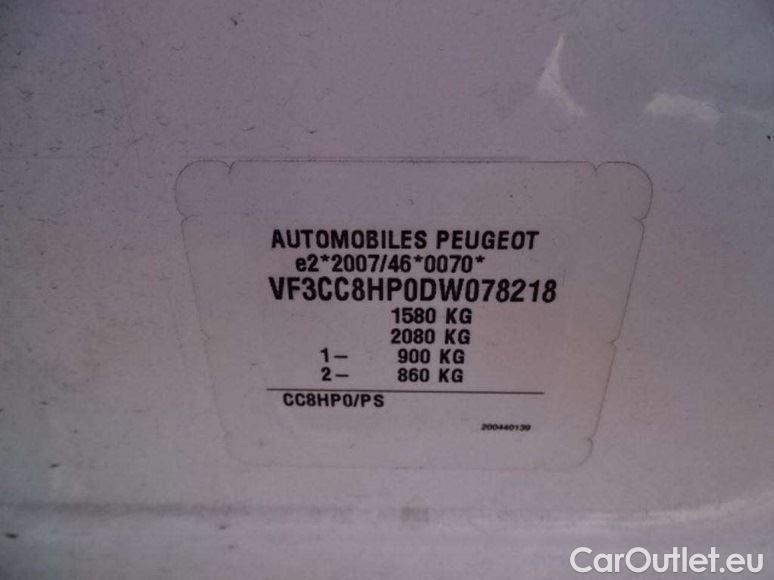 AUTOMOBILES PEUGEOT
e2*2007/46*0070*
VF3CC8HP0DW078218
1580 KG
2080 KG
1- 900 KG
2- 860 KG
CC8HP0/PS
200440139
CarOutlet.eu